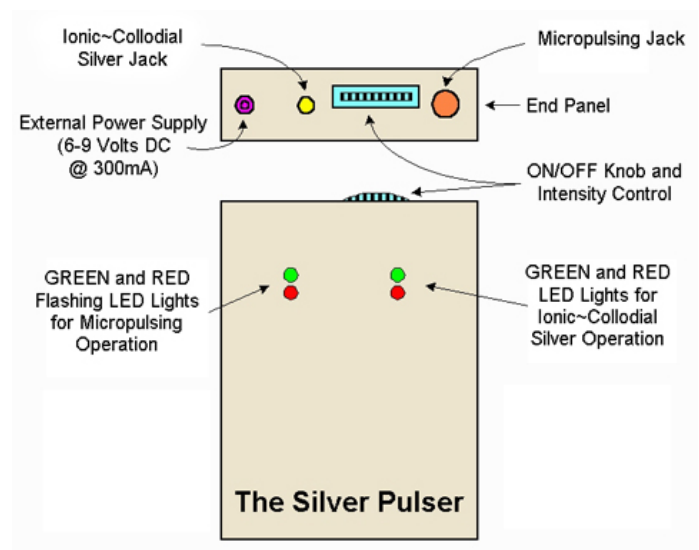 Ionic~Collodial
Silver Jack
Micropulsing Jack
External Power Supply
(6-9 Volts DC
@ 300mA)
End Panel
ON/OFF Knob and
Intensity Control
GREEN and RED
Flashing LED Lights
for Micropulsing
Operation
GREEN and RED
LED Lights for
Ionic~Collodial
Silver Operation
The Silver Pulser